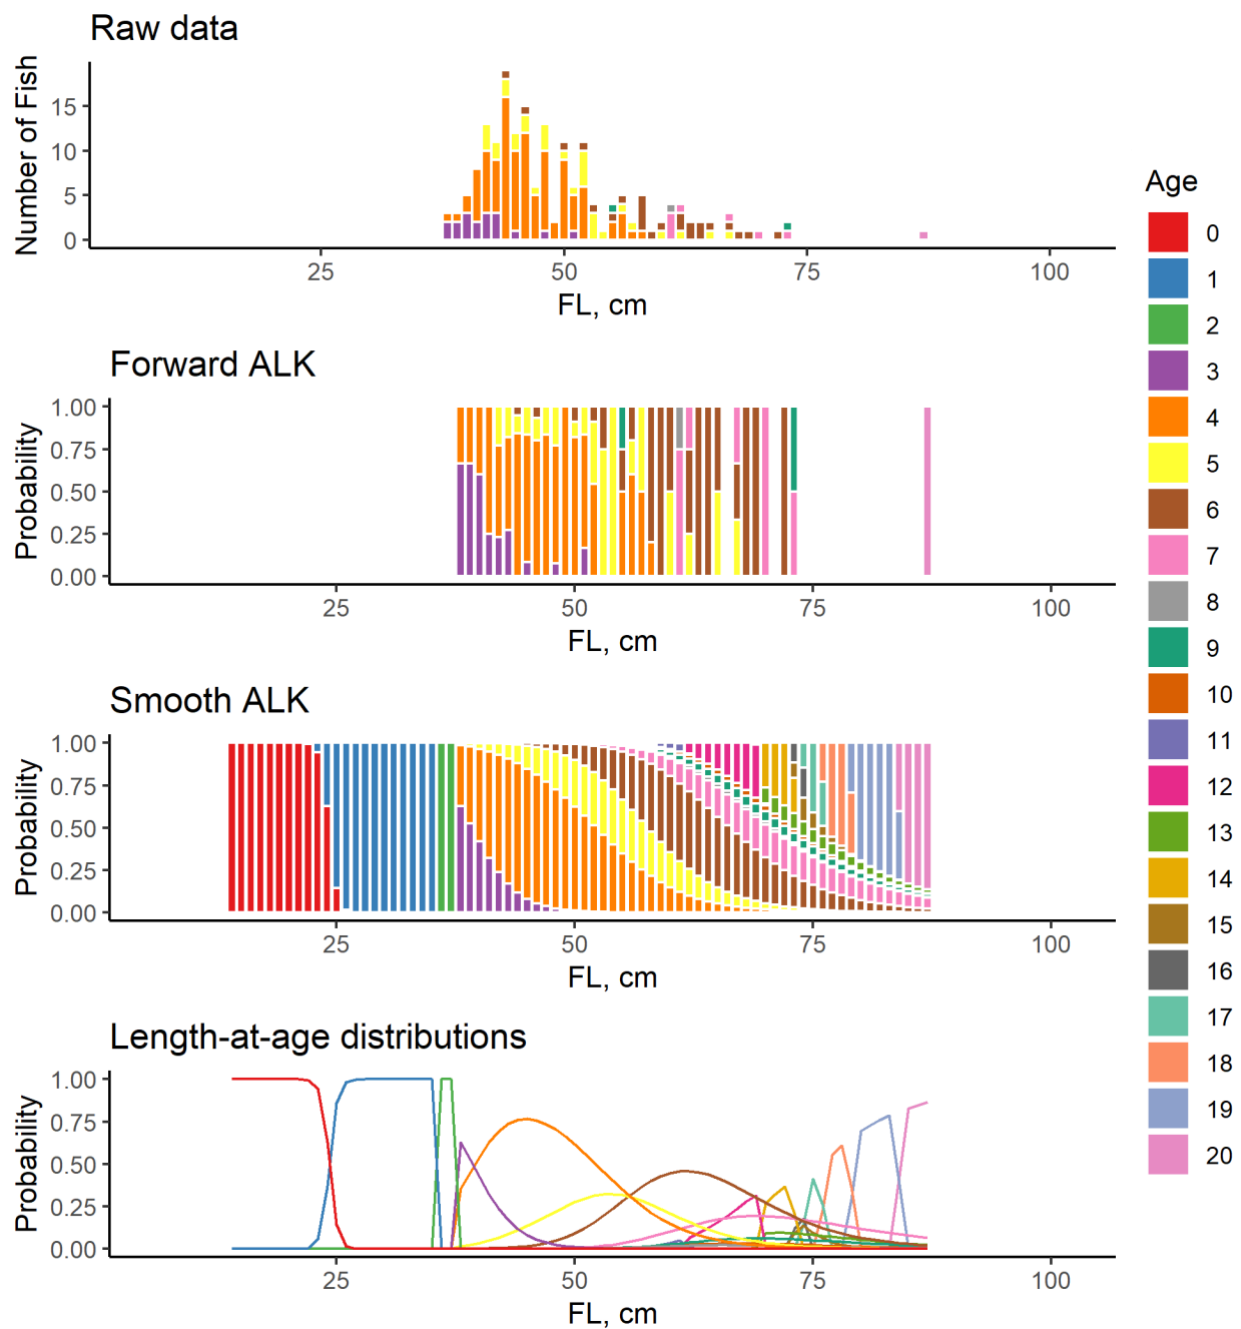 Raw data
Number of Fish
15
10
5
0
25 50 75 100
FL, cm
Forward ALK
Probability
1.00
0.75
0.50
0.25
0.00
25 50 75 100
FL, cm
Smooth ALK
Probability
1.00
0.75
0.50
0.25
0.00
25 50 75 100
FL, cm
Length-at-age distributions
Probability
1.00
0.75
0.50
0.25
0.00
25 50 75 100
FL, cm
Age
0
1
2
3
4
5
6
7
8
9
10
11
12
13
14
15
16
17
18
19
20